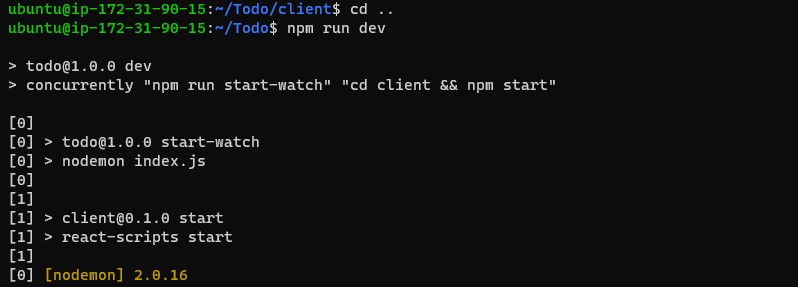 ubuntu@ip-172-31-90-15:~/Todo/client$ cd ..
ubuntu@ip-172-31-90-15:~/Todo$ npm run dev
> todo@1.0.0 dev
> concurrently "npm run start-watch" "cd client && npm start"
[0]
[0] > todo@1.0.0 start-watch
[0] > nodemon index.js
[0]
[1]
[1] > client@0.1.0 start
[1] > react-scripts start
[1]
[0] [nodemon] 2.0.16